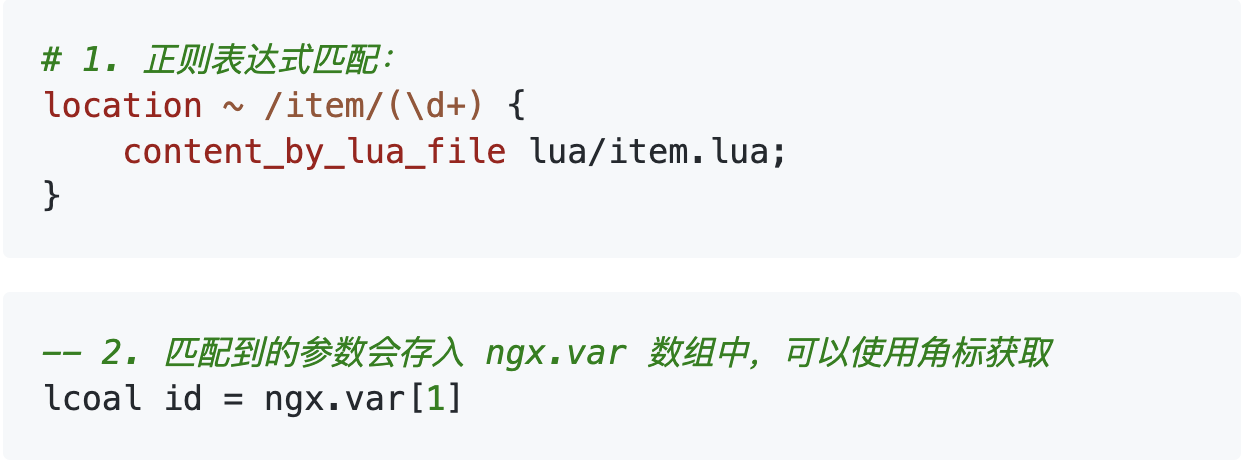 # 1. 正则表达式匹配：
location ~ /item/(\d+) {
    content_by_lua_file lua/item.lua;
}
-- 2. 匹配到的参数会存入 ngx.var 数组中，可以使用角标获取
lcoal id = ngx.var[1]